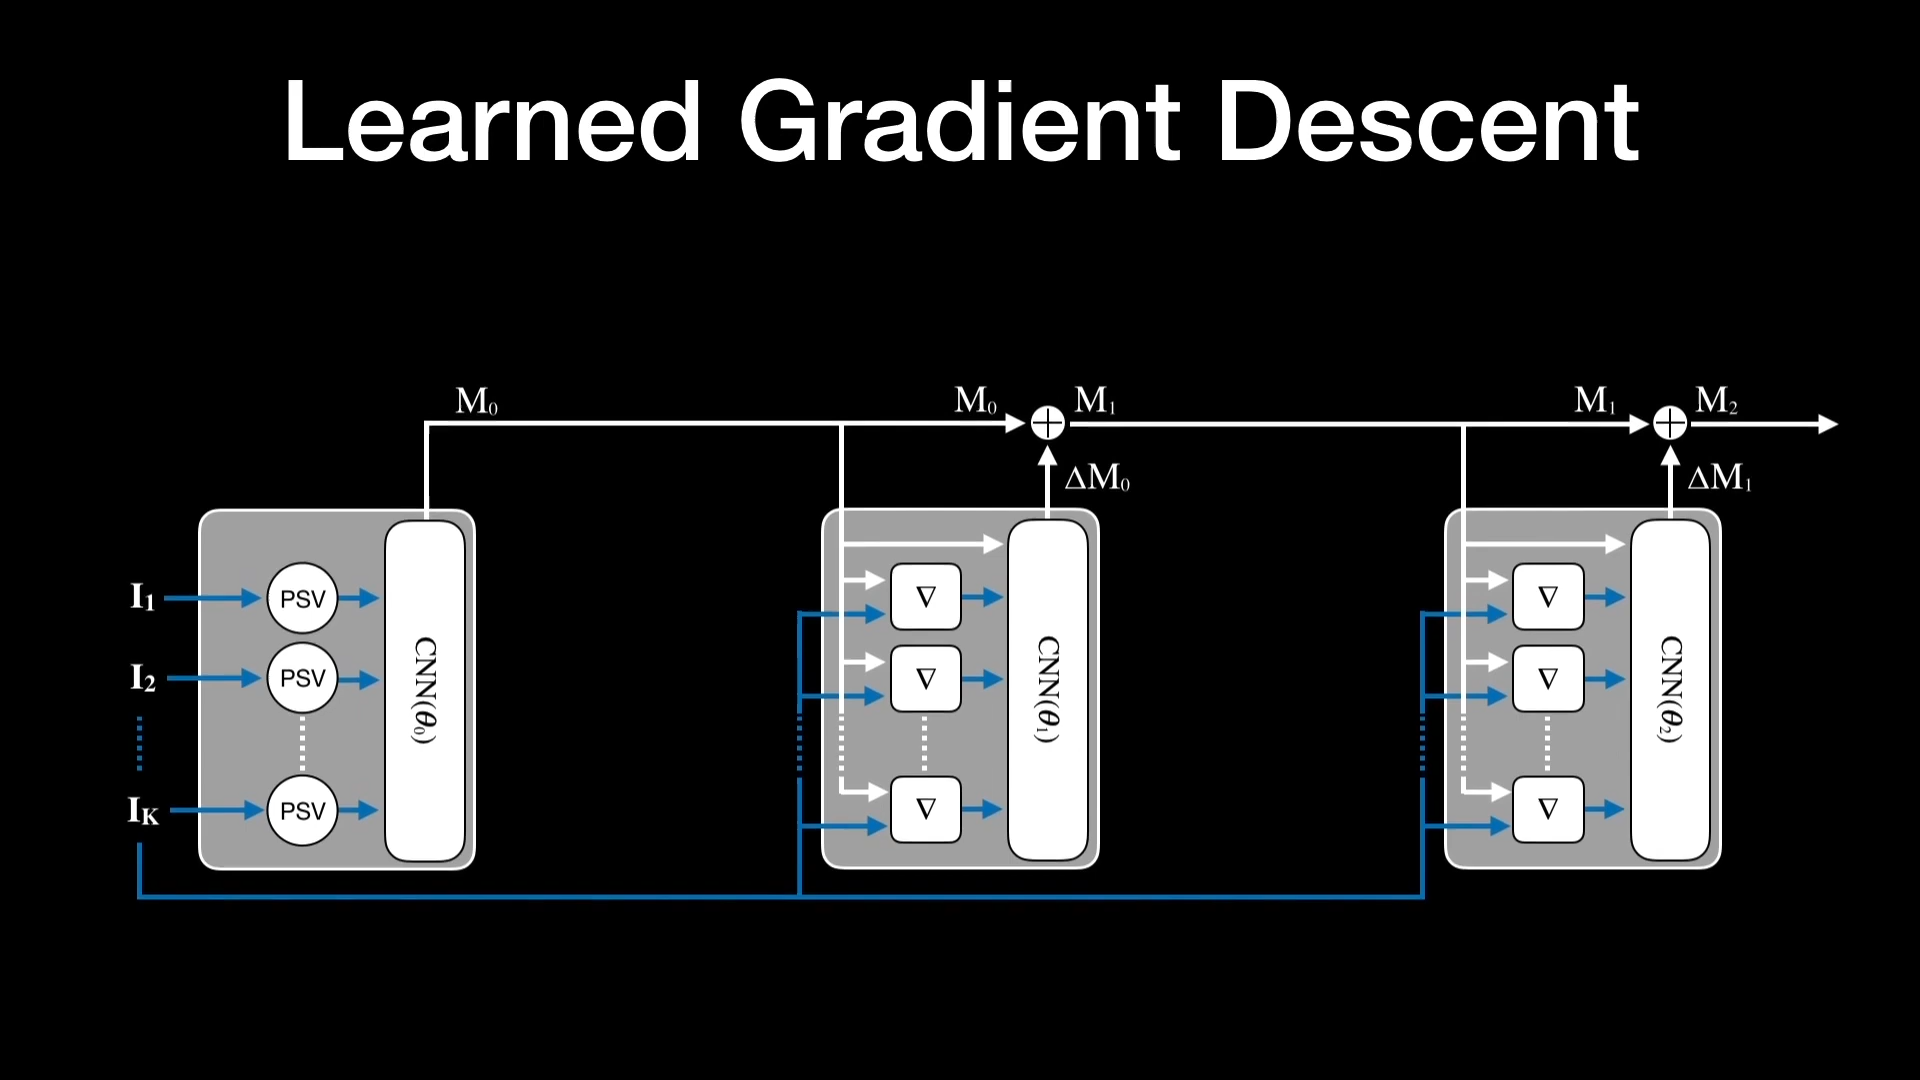 Learned Gradient Descent
M₀
M₀
M₁
M₁
M₂
ΔM₀
ΔM₁
I₁
PSV
∇
∇
I₂
PSV
∇
∇
CNN(θ₀)
CNN(θ₁)
CNN(θ₂)
I_K
PSV
∇
∇